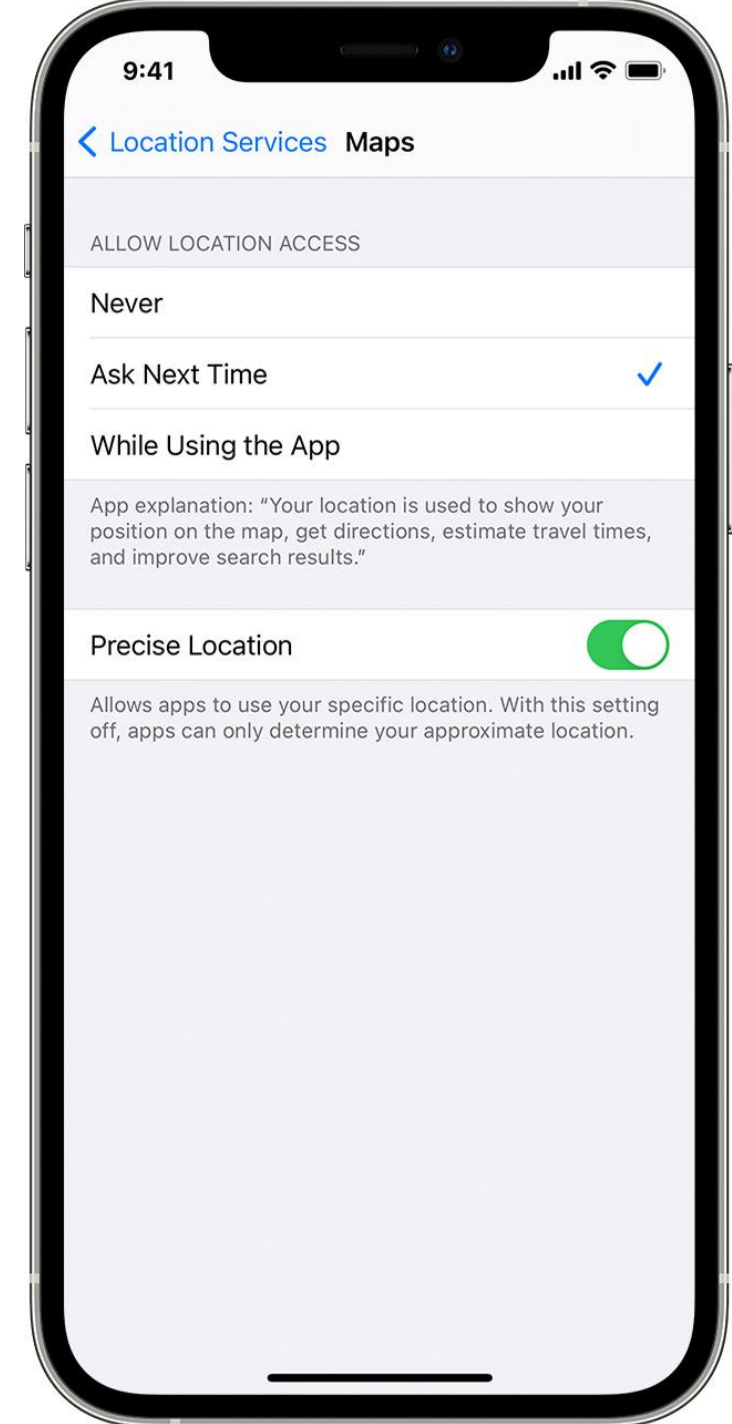 9:41
Location Services Maps
ALLOW LOCATION ACCESS
Never
Ask Next Time
While Using the App
App explanation: “Your location is used to show your
position on the map, get directions, estimate travel times,
and improve search results.”
Precise Location
Allows apps to use your specific location. With this setting
off, apps can only determine your approximate location.